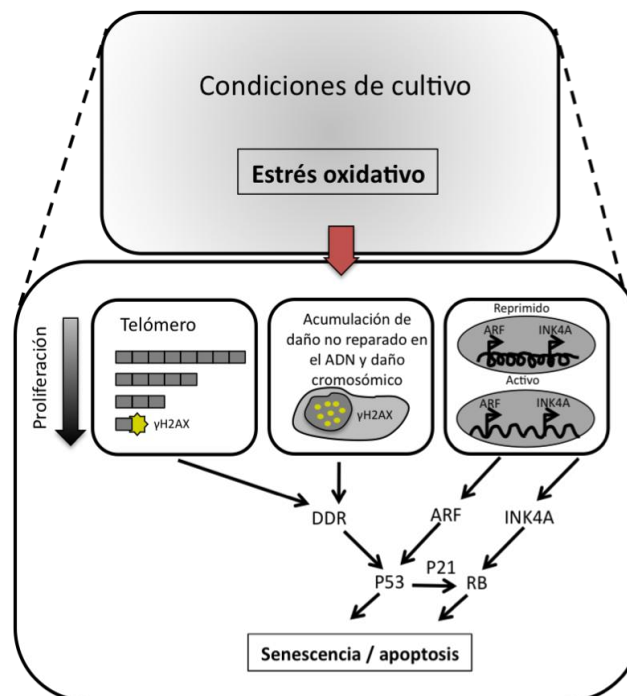 Condiciones de cultivo
Estrés oxidativo
Proliferación
Telómero
γH2AX
Acumulación de
daño no reparado en
el ADN y daño
cromosómico
γH2AX
Reprimido
ARF INK4A
Activo
ARF INK4A
DDR ARF INK4A
P21
P53 RB
Senescencia / apoptosis